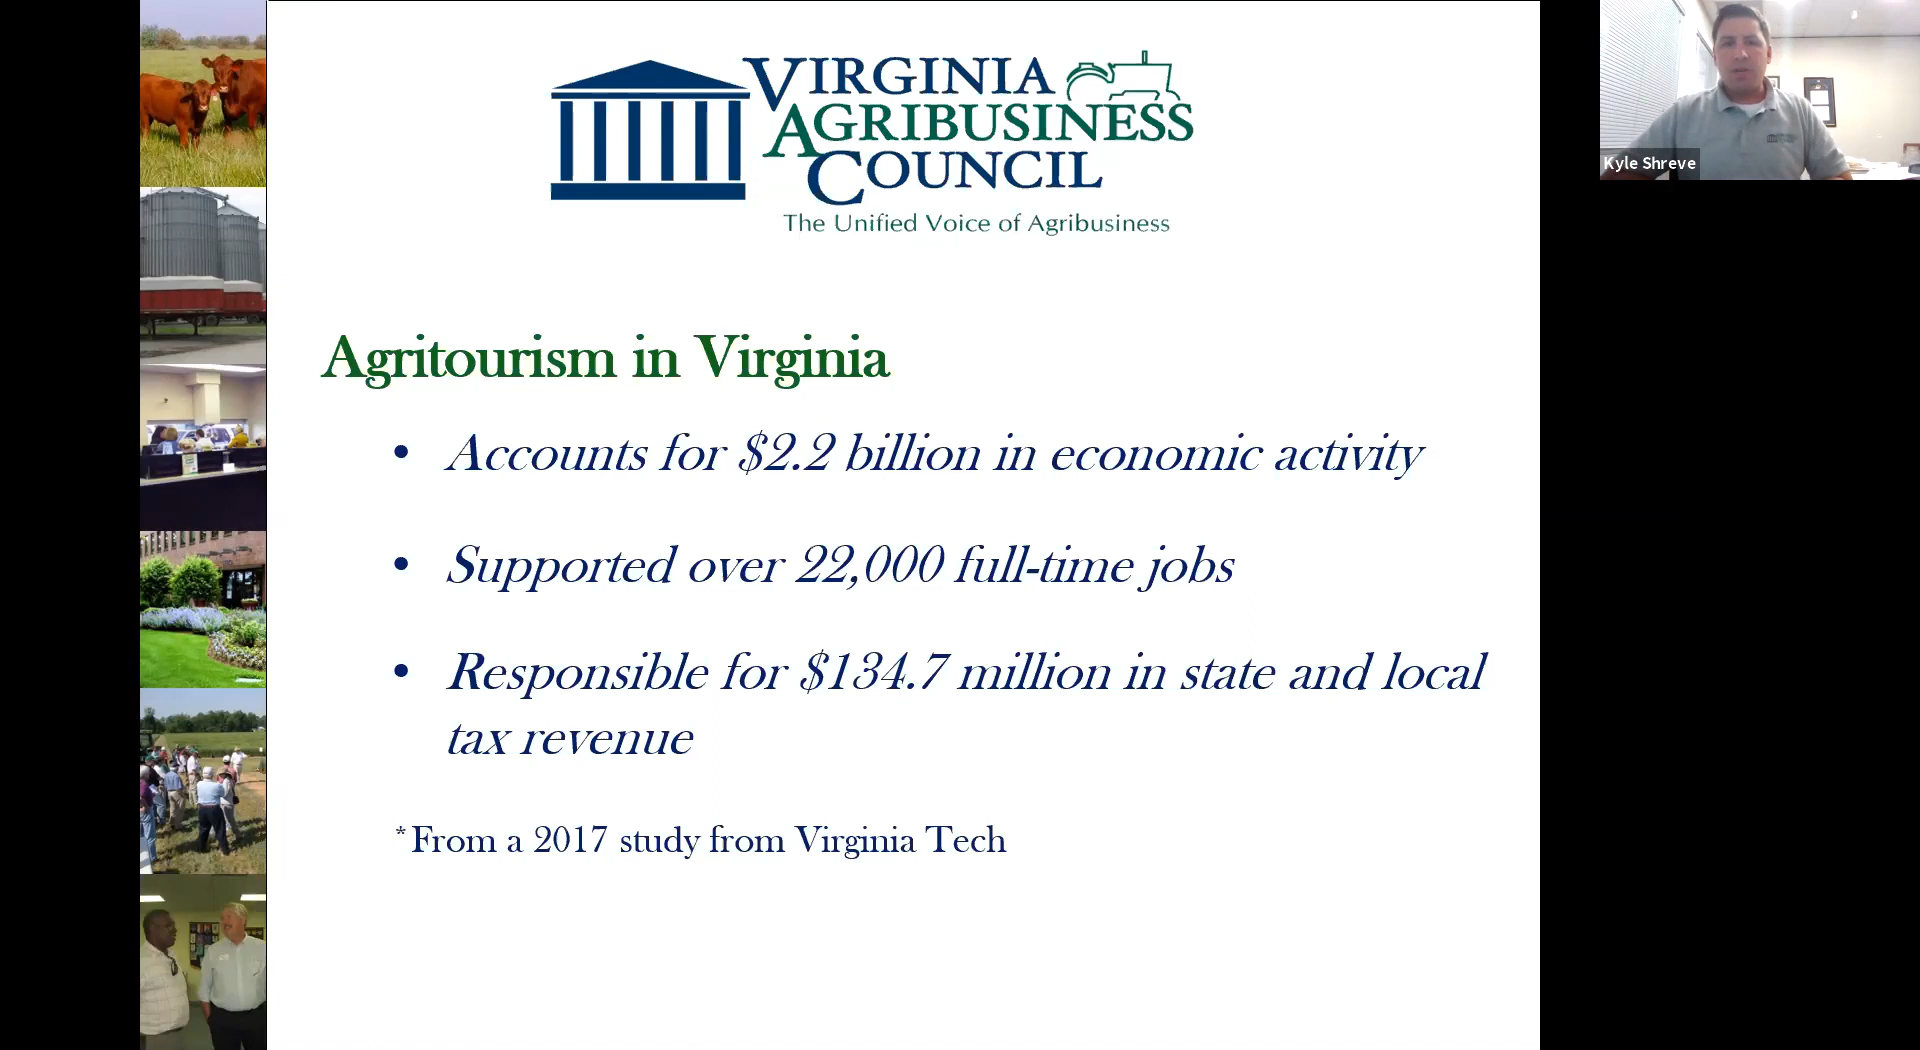 VIRGINIA
AGRIBUSINESS
COUNCIL
The Unified Voice of Agribusiness
Kyle Shreve
Agritourism in Virginia
• Accounts for $2.2 billion in economic activity
• Supported over 22,000 full-time jobs
• Responsible for $134.7 million in state and local
tax revenue
*From a 2017 study from Virginia Tech